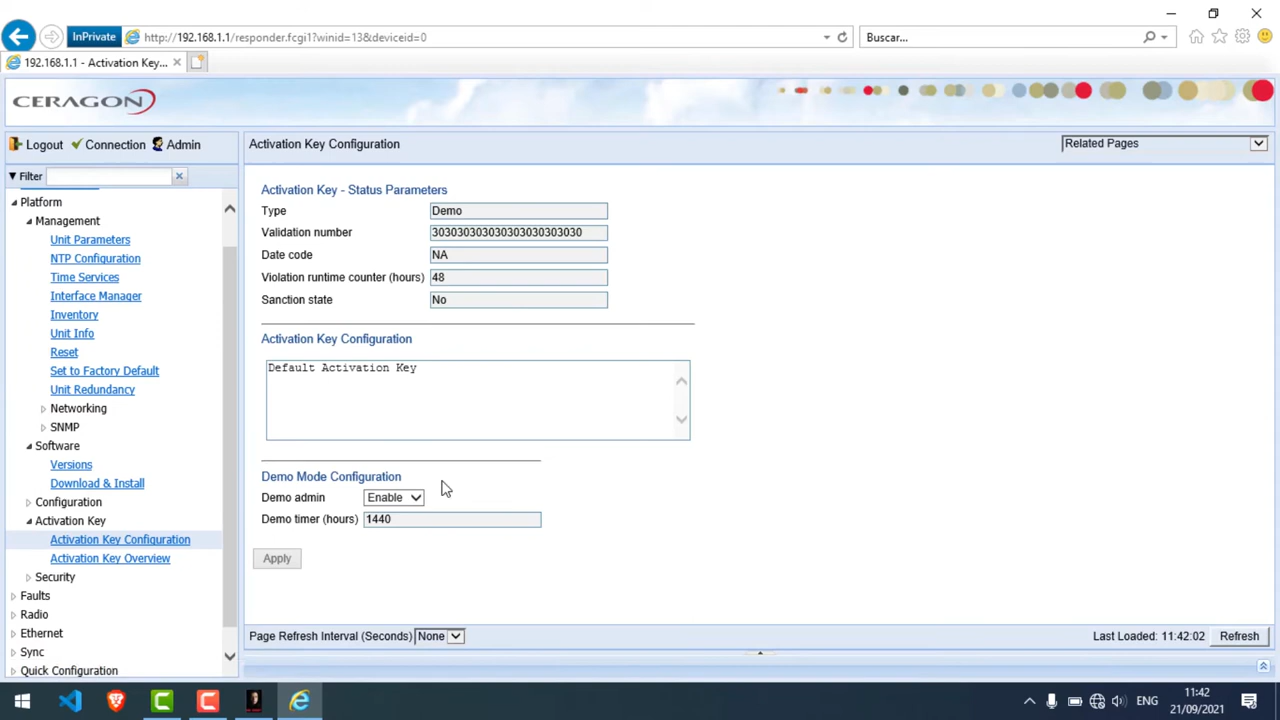 InPrivate
http://192.168.1.1/responder.fcgi1?winid=13&deviceid=0
Buscar...
192.168.1.1 - Activation Key...
CERAGON
Logout Connection Admin
Activation Key Configuration
Related Pages
Filter
Platform
Management
Unit Parameters
NTP Configuration
Time Services
Interface Manager
Inventory
Unit Info
Reset
Set to Factory Default
Unit Redundancy
Networking
SNMP
Software
Versions
Download & Install
Configuration
Activation Key
Activation Key Configuration
Activation Key Overview
Security
Faults
Radio
Ethernet
Sync
Quick Configuration
Activation Key - Status Parameters
Type Demo
Validation number 303030303030303030303030
Date code NA
Violation runtime counter (hours) 48
Sanction state No
Activation Key Configuration
Default Activation Key
Demo Mode Configuration
Demo admin Enable
Demo timer (hours) 1440
Apply
Page Refresh Interval (Seconds) None
Last Loaded: 11:42:02 Refresh
ENG
11:42
21/09/2021